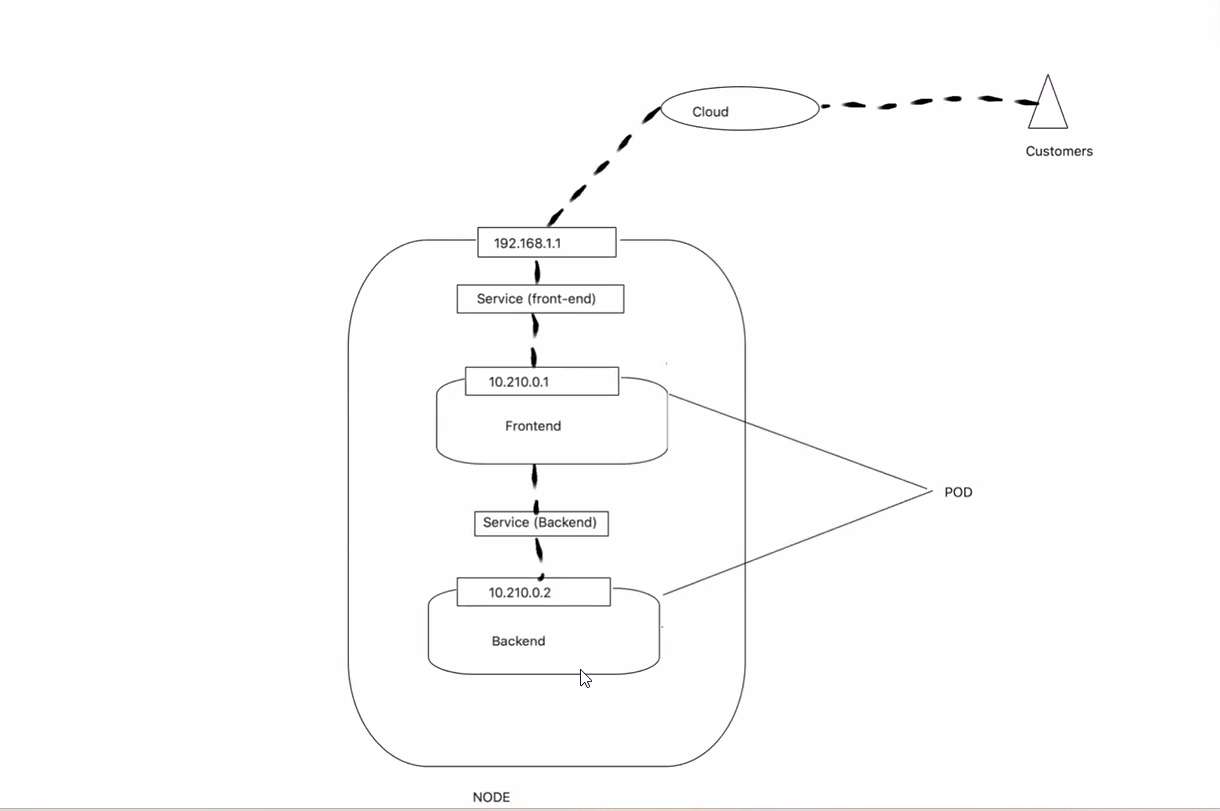 Cloud
Customers
192.168.1.1
Service (front-end)
10.210.0.1
Frontend
POD
Service (Backend)
10.210.0.2
Backend
NODE